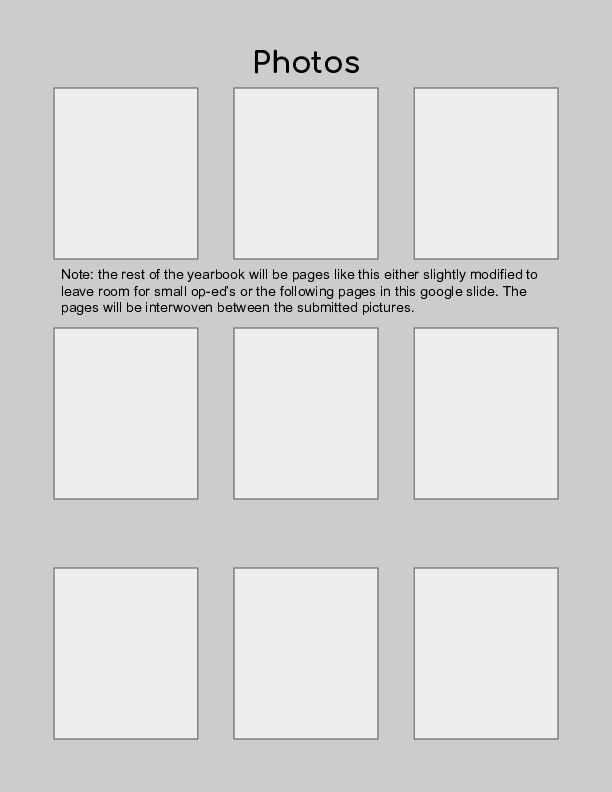 Photos
Note: the rest of the yearbook will be pages like this either slightly modified to
leave room for small op-ed's or the following pages in this google slide. The
pages will be interwoven between the submitted pictures.